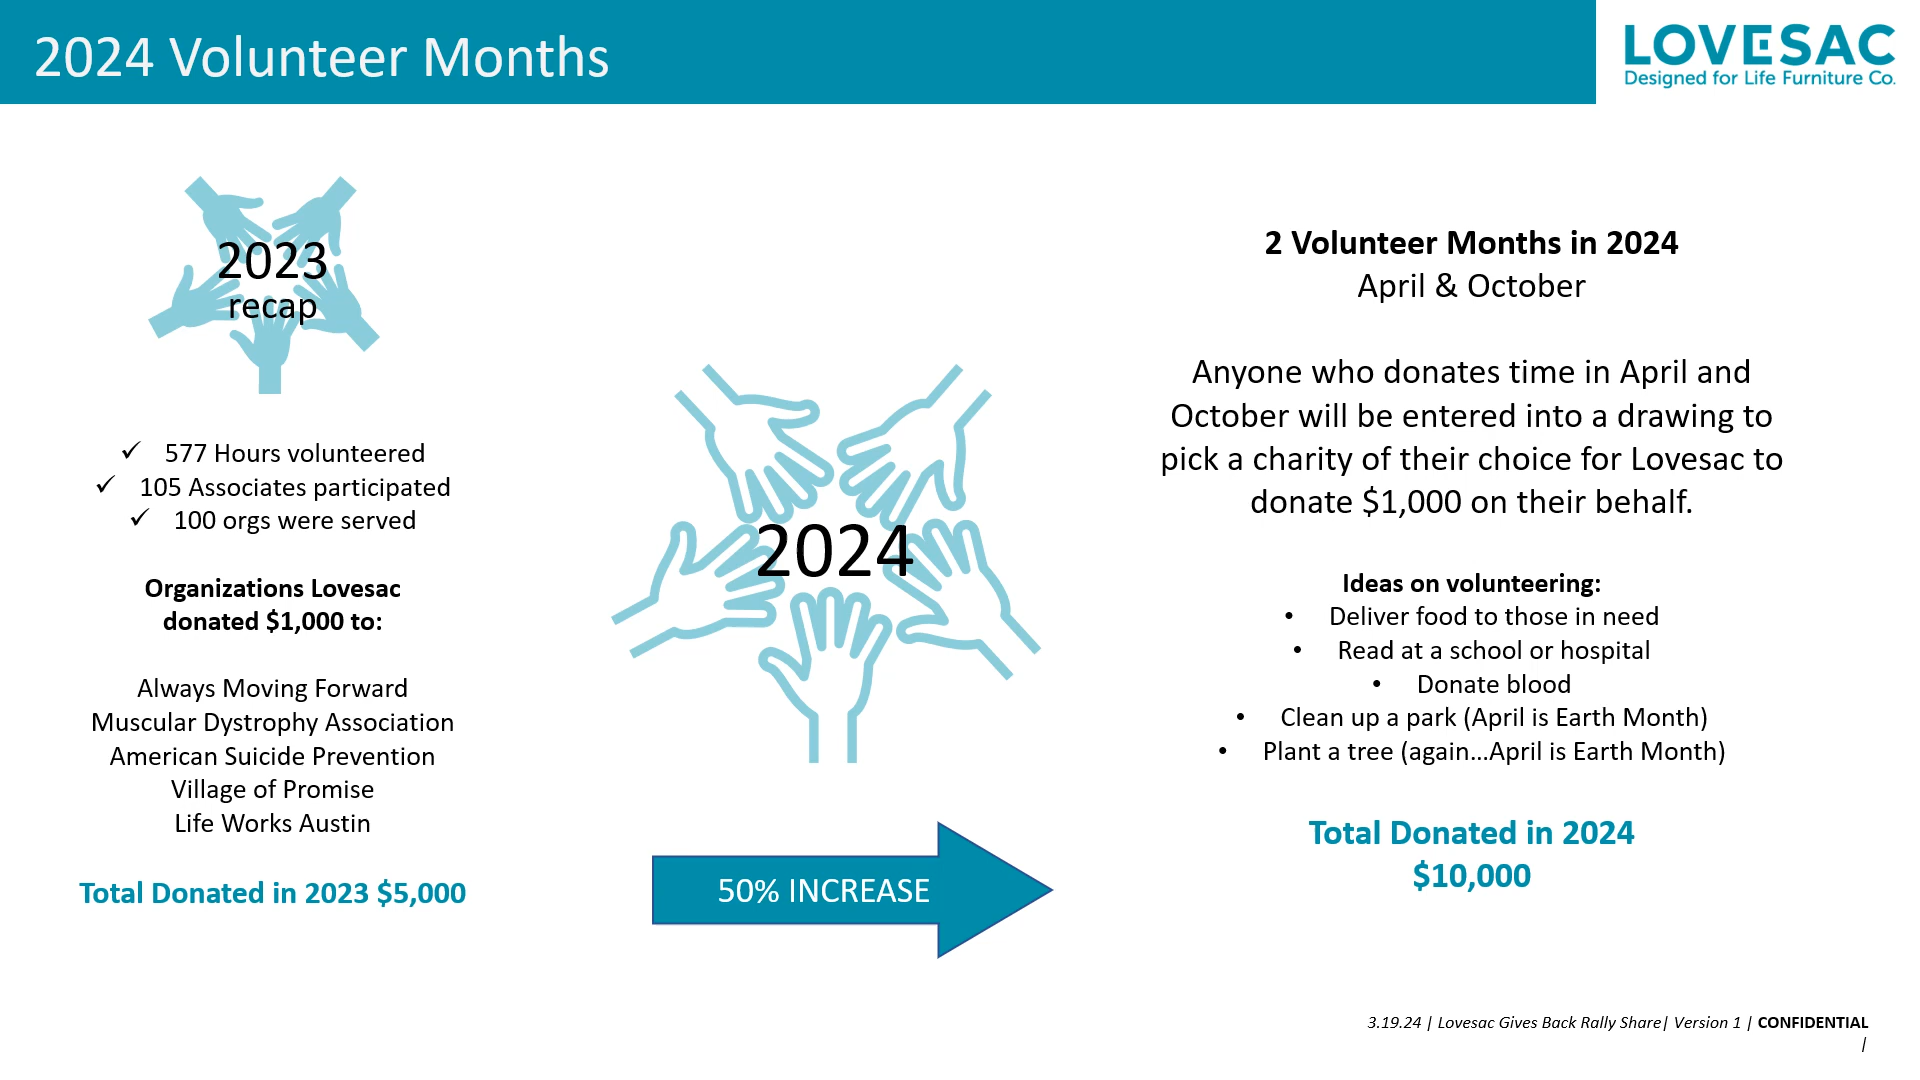 2024 Volunteer Months
LOVESAC
Designed for Life Furniture Co.
2023
recap
✓ 577 Hours volunteered
✓ 105 Associates participated
✓ 100 orgs were served
Organizations Lovesac
donated $1,000 to:
Always Moving Forward
Muscular Dystrophy Association
American Suicide Prevention
Village of Promise
Life Works Austin
Total Donated in 2023 $5,000
2024
50% INCREASE
2 Volunteer Months in 2024
April & October
Anyone who donates time in April and
October will be entered into a drawing to
pick a charity of their choice for Lovesac to
donate $1,000 on their behalf.
Ideas on volunteering:
• Deliver food to those in need
• Read at a school or hospital
• Donate blood
• Clean up a park (April is Earth Month)
• Plant a tree (again…April is Earth Month)
Total Donated in 2024
$10,000
3.19.24 | Lovesac Gives Back Rally Share| Version 1 | CONFIDENTIAL
|